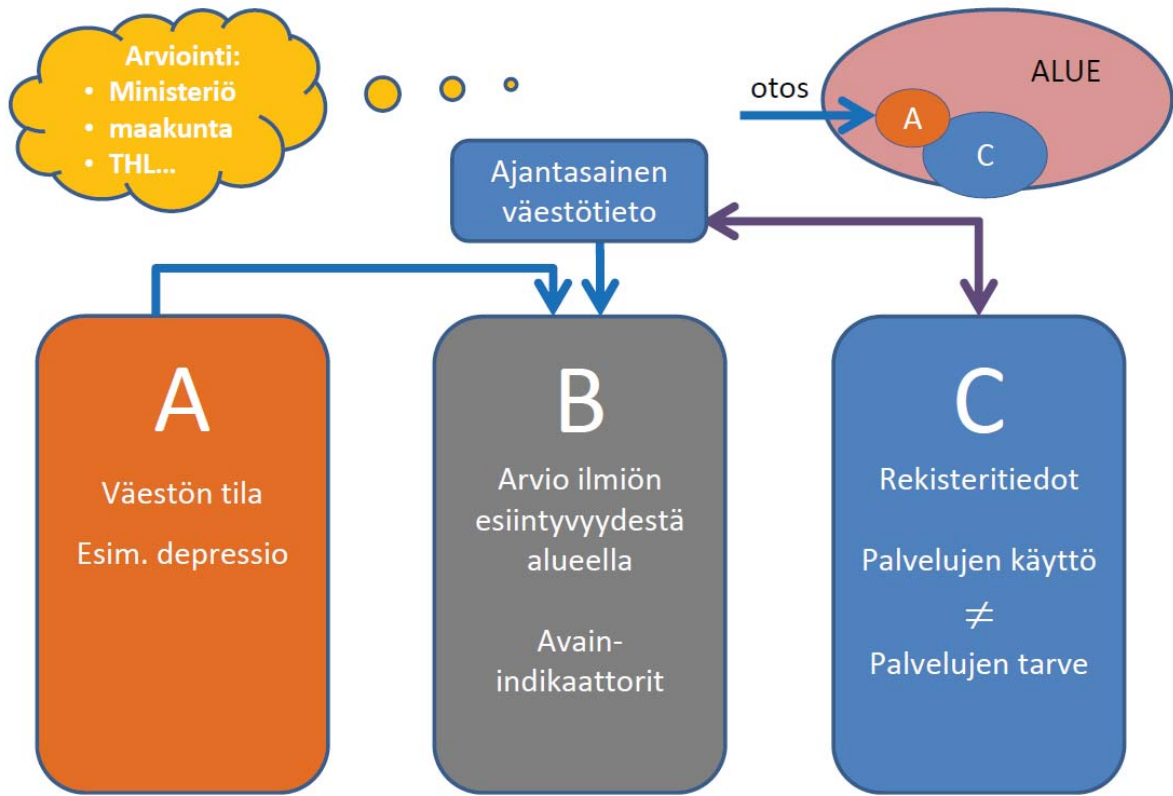 Arviointi:
• Ministeriö
• maakunta
• THL...
otos
ALUE
A
C
Ajantasainen
väestötieto
A
Väestön tila
Esim. depressio
B
Arvio ilmiön
esiintyvyydestä
alueella
Avain-
indikaattorit
C
Rekisteritiedot
Palvelujen käyttö
≠
Palvelujen tarve